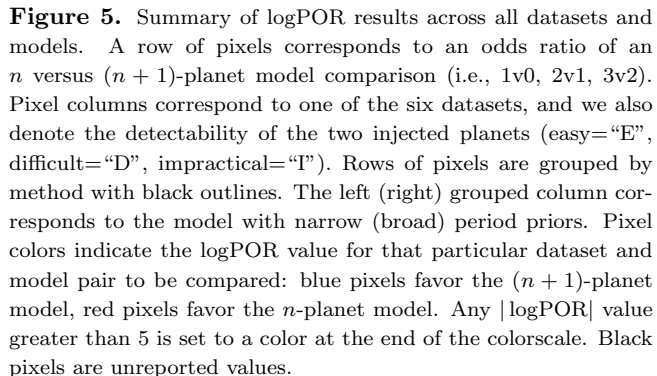 Figure 5. Summary of logPOR results across all datasets and
models. A row of pixels corresponds to an odds ratio of an
n versus (n + 1)-planet model comparison (i.e., 1v0, 2v1, 3v2).
Pixel columns correspond to one of the six datasets, and we also
denote the detectability of the two injected planets (easy=“E”,
difficult=“D”, impractical=“I”). Rows of pixels are grouped by
method with black outlines. The left (right) grouped column cor-
responds to the model with narrow (broad) period priors. Pixel
colors indicate the logPOR value for that particular dataset and
model pair to be compared: blue pixels favor the (n + 1)-planet
model, red pixels favor the n-planet model. Any | logPOR| value
greater than 5 is set to a color at the end of the colorscale. Black
pixels are unreported values.